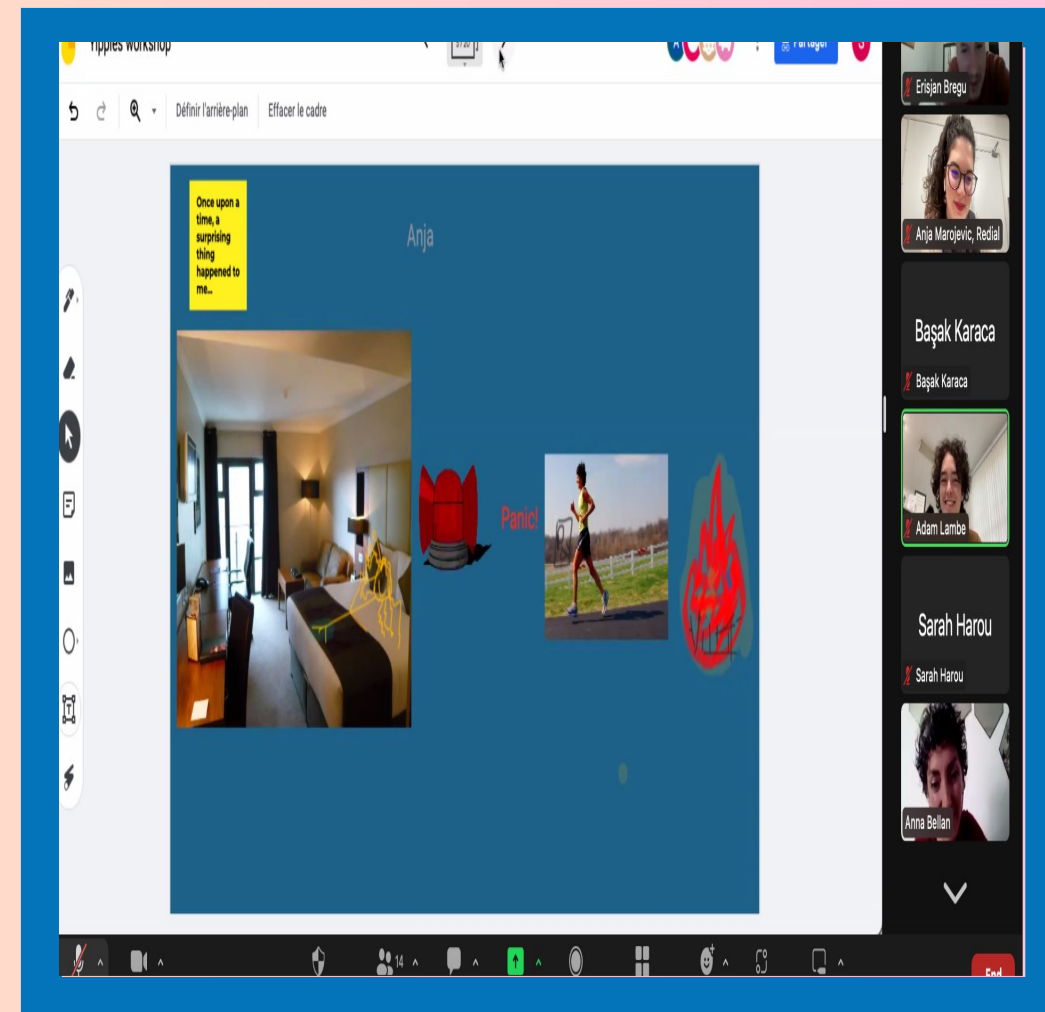 Yipples workshop
Partager
Définir l'arrière-plan
Effacer le cadre
Once upon a
time, a
surprising
thing
happened to
me...
Anja
Panic!
Erisjan Bregu
Anja Marojevic, Redial
Başak Karaca
Başak Karaca
Adam Lambe
Sarah Harou
Sarah Harou
Anna Bellan
14
End